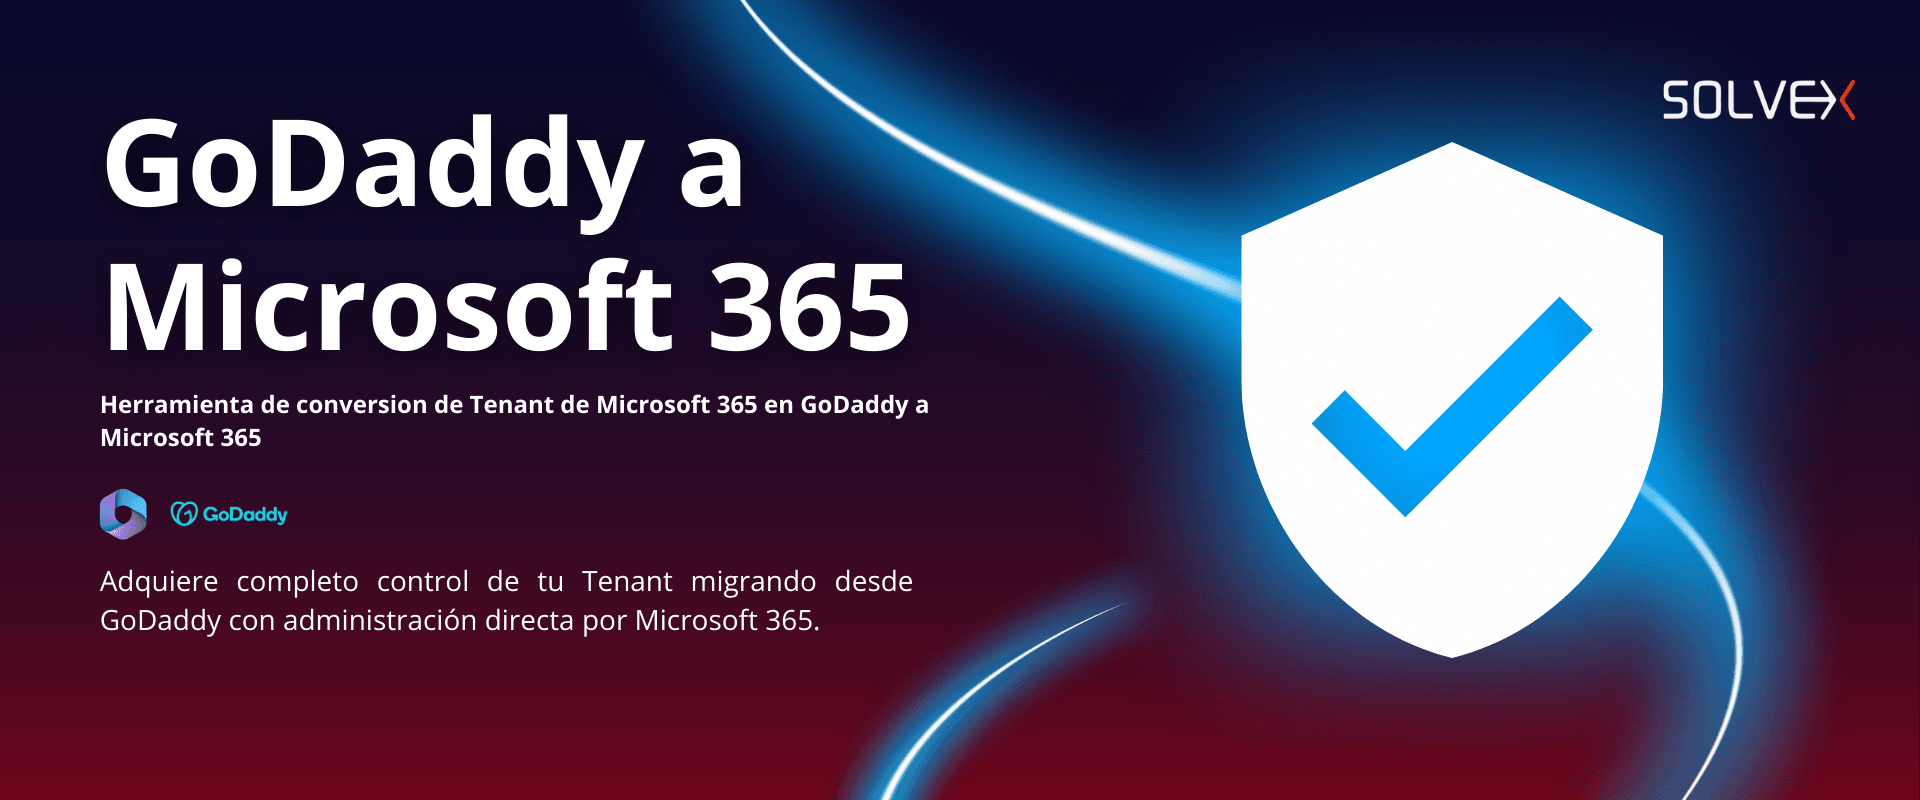 SOLVEX
GoDaddy a
Microsoft 365
Herramienta de conversion de Tenant de Microsoft 365 en GoDaddy a
Microsoft 365
GoDaddy
Adquiere completo control de tu Tenant migrando desde
GoDaddy con administración directa por Microsoft 365.